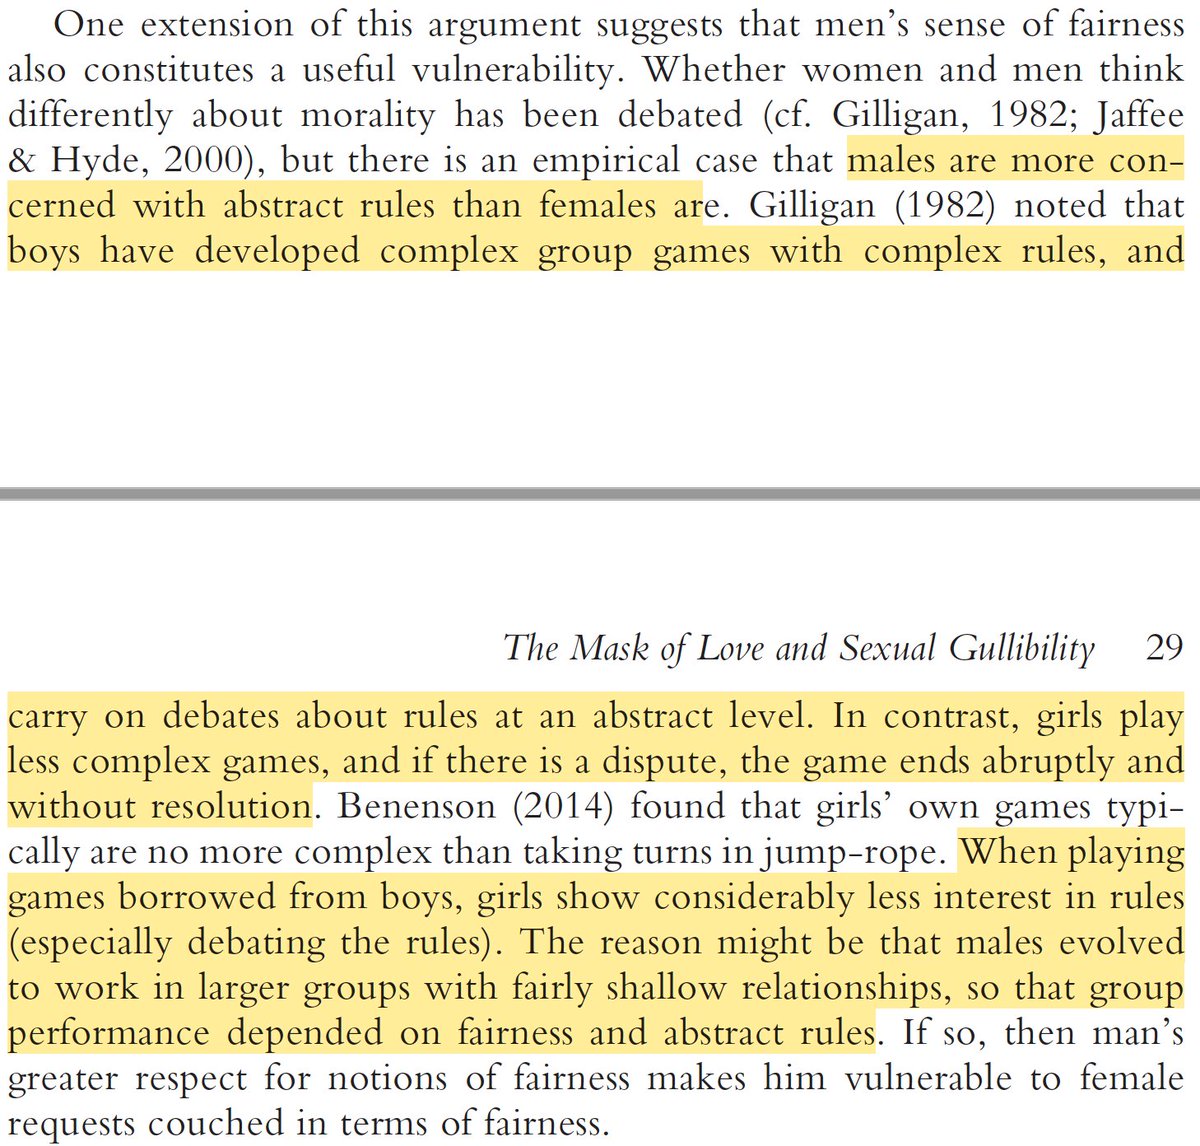 One extension of this argument suggests that men’s sense of fairness
also constitutes a useful vulnerability. Whether women and men think
differently about morality has been debated (cf. Gilligan, 1982; Jaffee
& Hyde, 2000), but there is an empirical case that males are more con-
cerned with abstract rules than females are. Gilligan (1982) noted that
boys have developed complex group games with complex rules, and
The Mask of Love and Sexual Gullibility 29
carry on debates about rules at an abstract level. In contrast, girls play
less complex games, and if there is a dispute, the game ends abruptly and
without resolution. Benenson (2014) found that girls’ own games typi-
cally are no more complex than taking turns in jump-rope. When playing
games borrowed from boys, girls show considerably less interest in rules
(especially debating the rules). The reason might be that males evolved
to work in larger groups with fairly shallow relationships, so that group
performance depended on fairness and abstract rules. If so, then man’s
greater respect for notions of fairness makes him vulnerable to female
requests couched in terms of fairness.